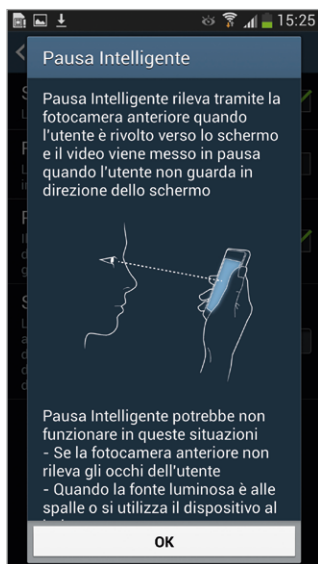 15:25
Pausa Intelligente
Pausa Intelligente rileva tramite la
fotocamera anteriore quando
l'utente è rivolto verso lo schermo
e il video viene messo in pausa
quando l'utente non guarda in
direzione dello schermo
Pausa Intelligente potrebbe non
funzionare in queste situazioni
- Se la fotocamera anteriore non
rileva gli occhi dell'utente
- Quando la fonte luminosa è alle
spalle o si utilizza il dispositivo al
OK